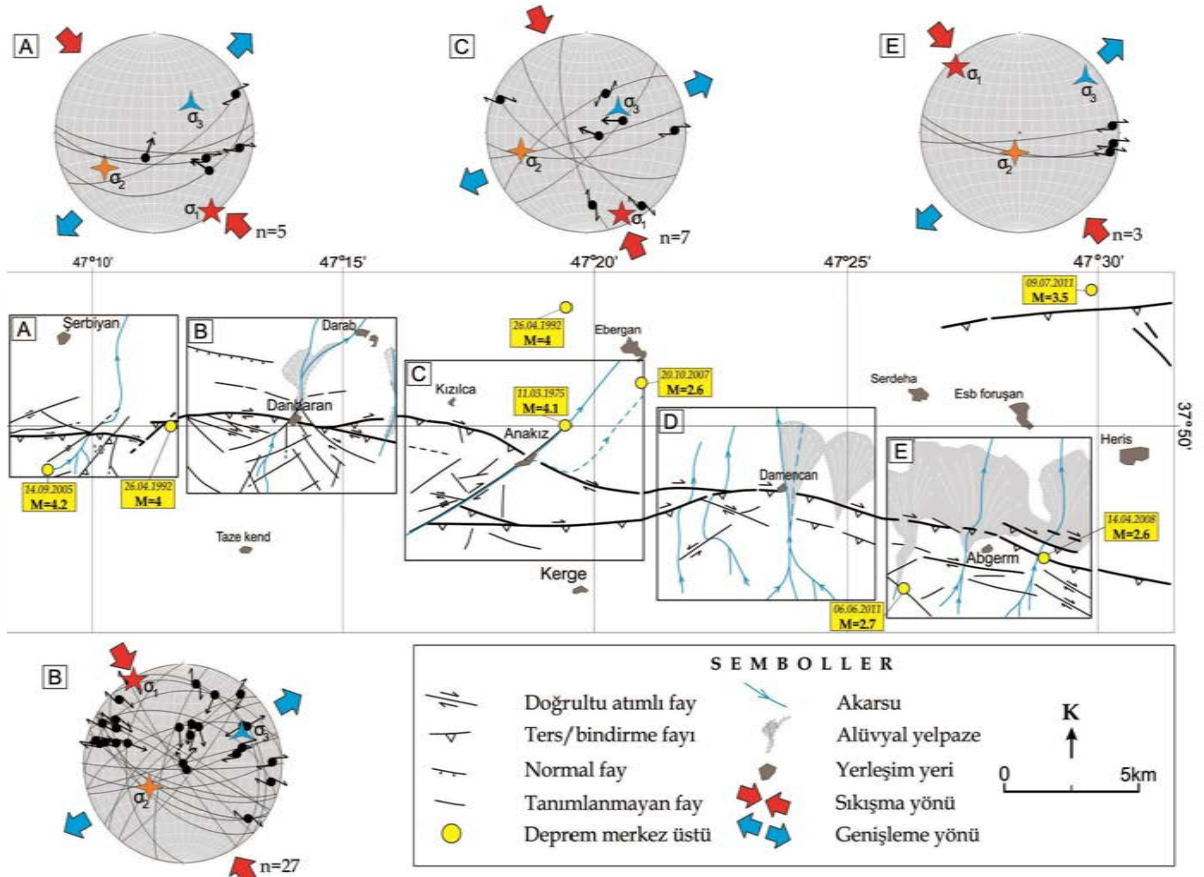 A
C
E
σ1
σ3
σ3
σ3
σ2
σ2
σ2
σ1
σ1
n=5
n=7
n=3
47°10'
47°15'
47°20'
47°25'
47°30'
A
Şerbiyan
B
Darab
26.04.1992
M=4
Ebergan
09.07.2011
M=3.5
C
Kızılca
11.03.1975
M=4.1
20.10.2007
M=2.6
Serdeha
Esb foruşan
Dandaran
Anakız
D
E
Heris
37°50'
14.09.2005
M=4.2
26.04.1992
M=4
Damencan
14.04.2008
M=2.6
Taze kend
Abgerm
Kerge
06.06.2011
M=2.7
B
σ1
σ3
σ2
n=27
SEMBOLLER
Doğrultu atımlı fay
Ters/bindirme fayı
Normal fay
Tanımlanmayan fay
Deprem merkez üstü
Akarsu
Alüvyal yelpaze
Yerleşim yeri
Sıkışma yönü
Genişleme yönü
K
0 5km